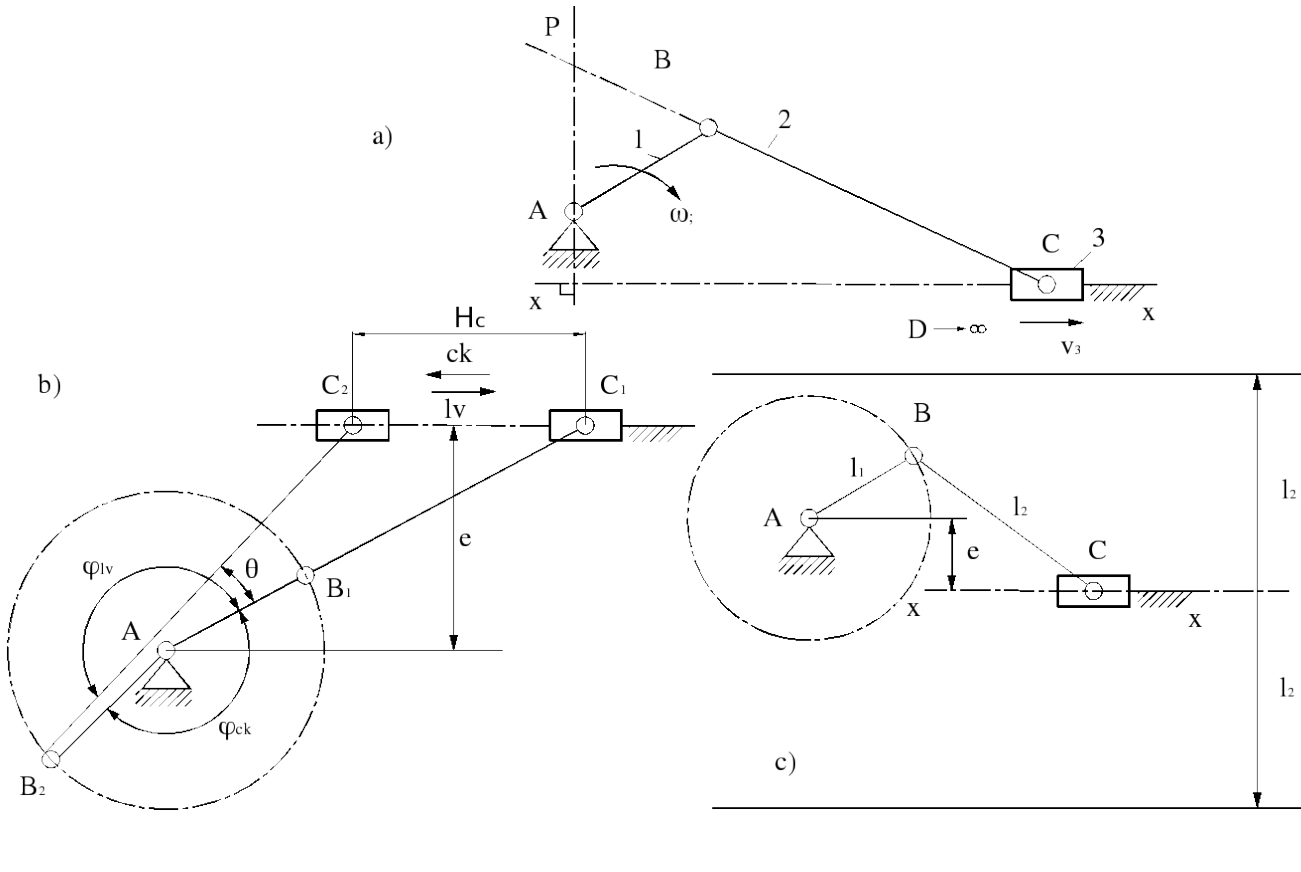 P
B
a)
1
2
A
ω;
C
3
x
x
D → ∞
v3
Hc
ck
b)
C2
C1
lv
e
θ
φlv
B1
A
φck
B2
B
l1
l2
A
e
C
x
x
l2
l2
c)